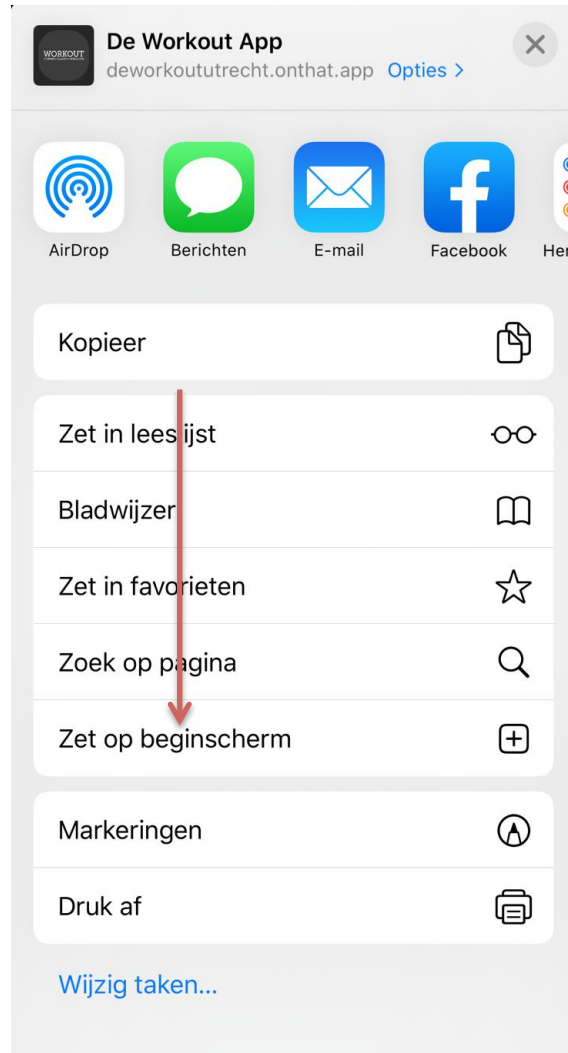 De Workout App
WORKOUT
deworkoututrecht.onthat.app Opties >
AirDrop
Berichten
E-mail
Facebook
Her
Kopieer
Zet in leeslijst
Bladwijzer
Zet in favorieten
Zoek op pagina
Zet op beginscherm
Markeringen
Druk af
Wijzig taken...